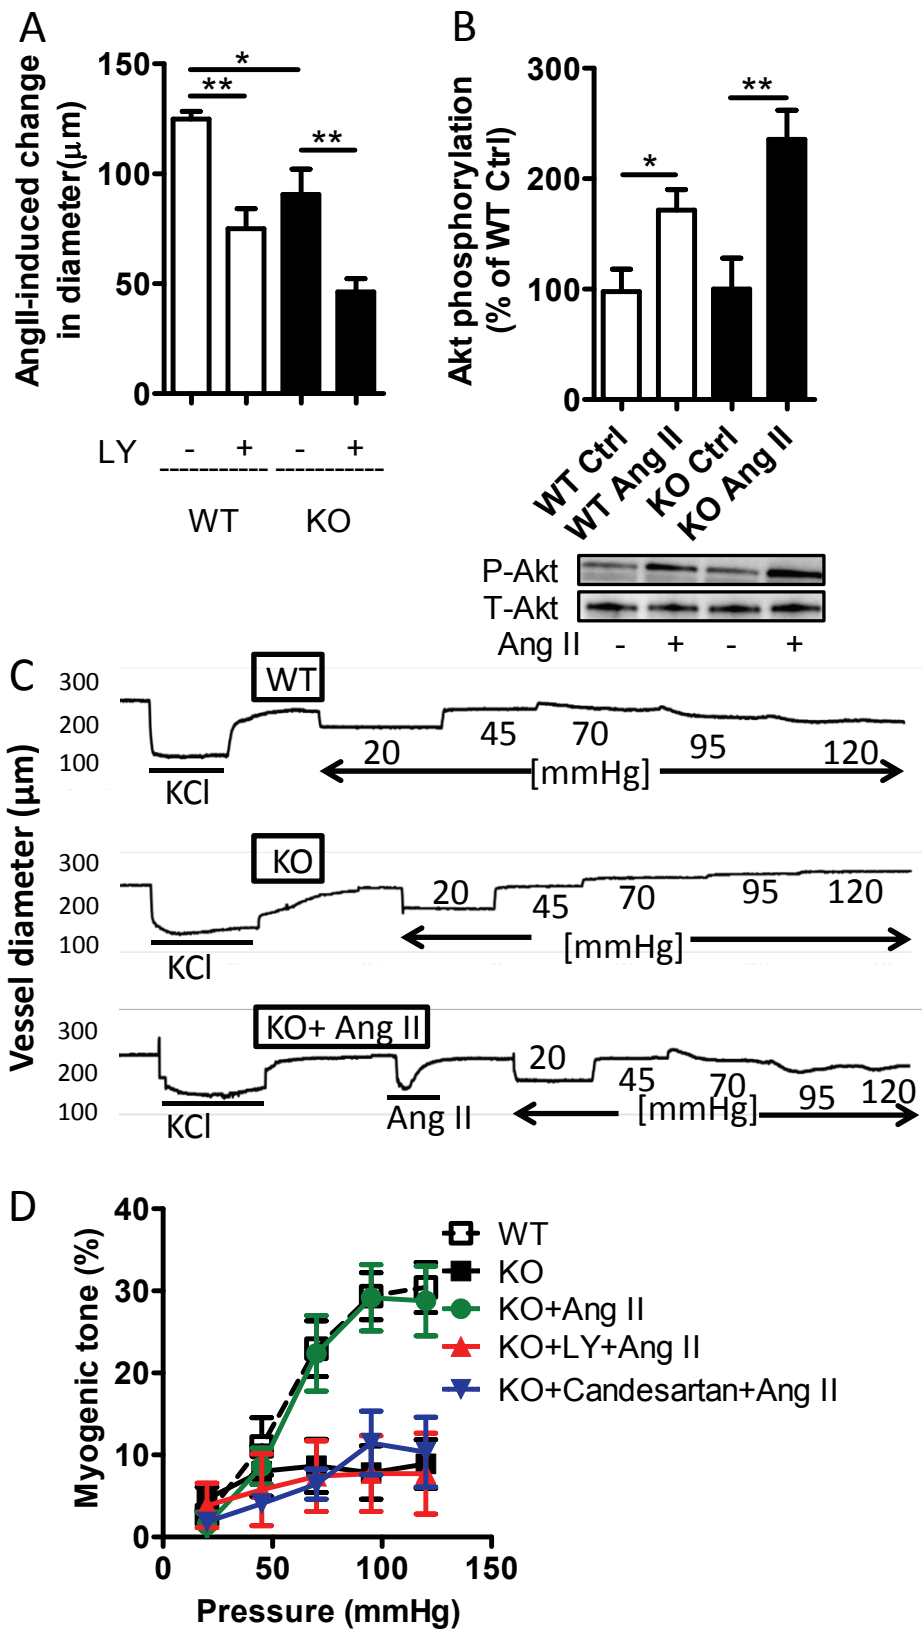 A
AngII-induced change
in diameter(μm)
150
100
50
0
*
**
**
LY - + - +
WT KO
B
Akt phosphorylation
(% of WT Ctrl)
300
200
100
0
*
**
WT Ctrl
WT Ang II
KO Ctrl
KO Ang II
P-Akt
T-Akt
Ang II - + - +
C
Vessel diameter (μm)
300
200
100
WT
KCl
20 45 70 95 120
[mmHg]
300
200
100
KO
KCl
20 45 70 95 120
[mmHg]
300
200
100
KO+ Ang II
KCl
Ang II
20 45 70 95 120
[mmHg]
D
Myogenic tone (%)
40
30
20
10
0
0 50 100 150
Pressure (mmHg)
WT
KO
KO+Ang II
KO+LY+Ang II
KO+Candesartan+Ang II